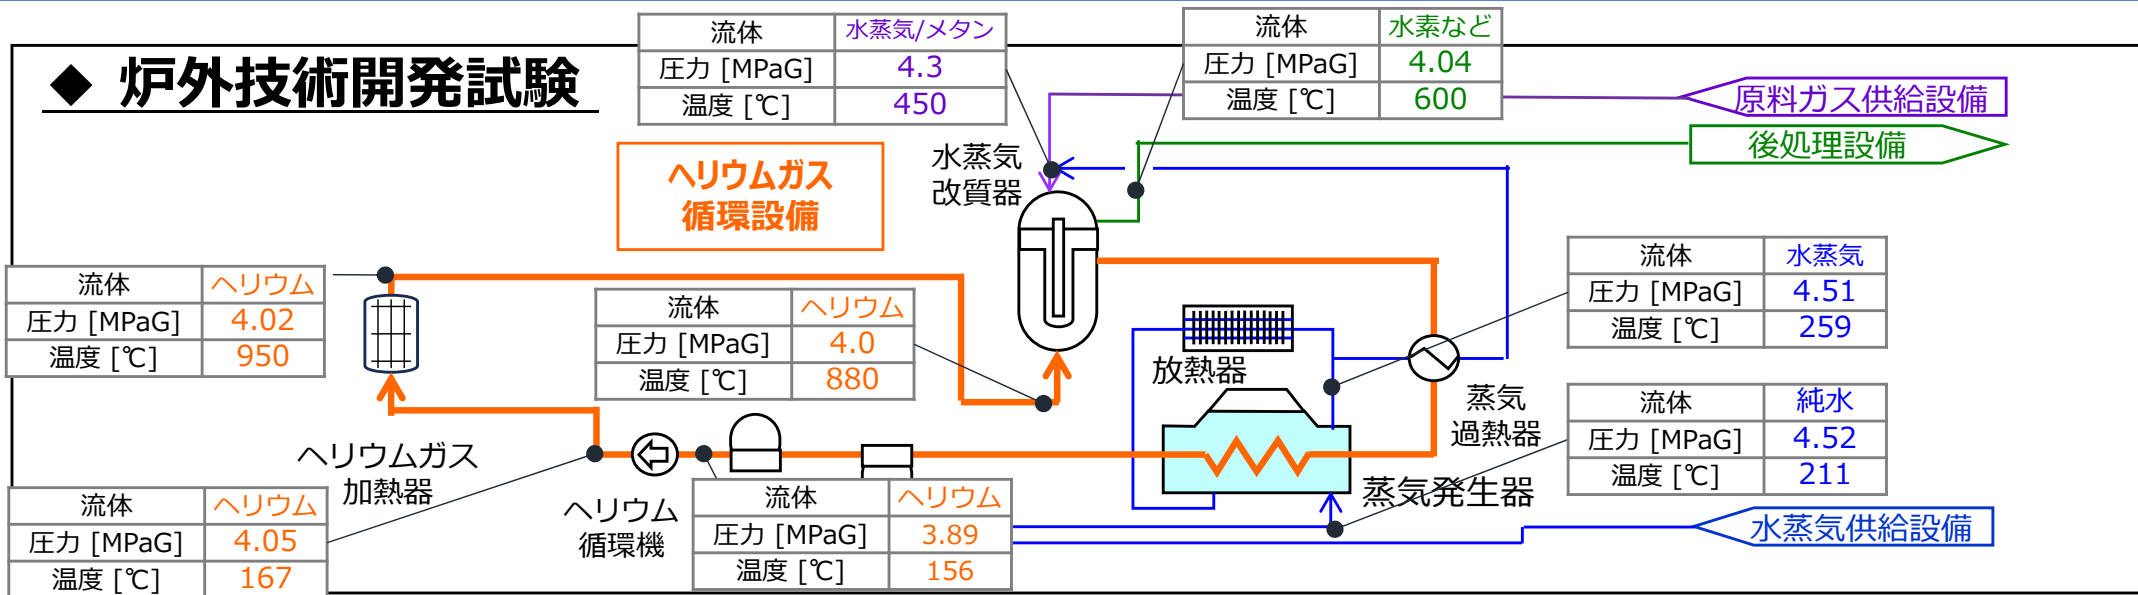 ◆ 炉外技術開発試験
流体 水蒸気/メタン
圧力 [MPaG] 4.3
温度 [℃] 450
流体 水素など
圧力 [MPaG] 4.04
温度 [℃] 600
原料ガス供給設備
後処理設備
ヘリウムガス
循環設備
水蒸気
改質器
流体 ヘリウム
圧力 [MPaG] 4.02
温度 [℃] 950
流体 ヘリウム
圧力 [MPaG] 4.0
温度 [℃] 880
放熱器
流体 水蒸気
圧力 [MPaG] 4.51
温度 [℃] 259
蒸気
過熱器
流体 純水
圧力 [MPaG] 4.52
温度 [℃] 211
ヘリウムガス
加熱器
流体 ヘリウム
圧力 [MPaG] 4.05
温度 [℃] 167
ヘリウム
循環機
流体 ヘリウム
圧力 [MPaG] 3.89
温度 [℃] 156
蒸気発生器
水蒸気供給設備